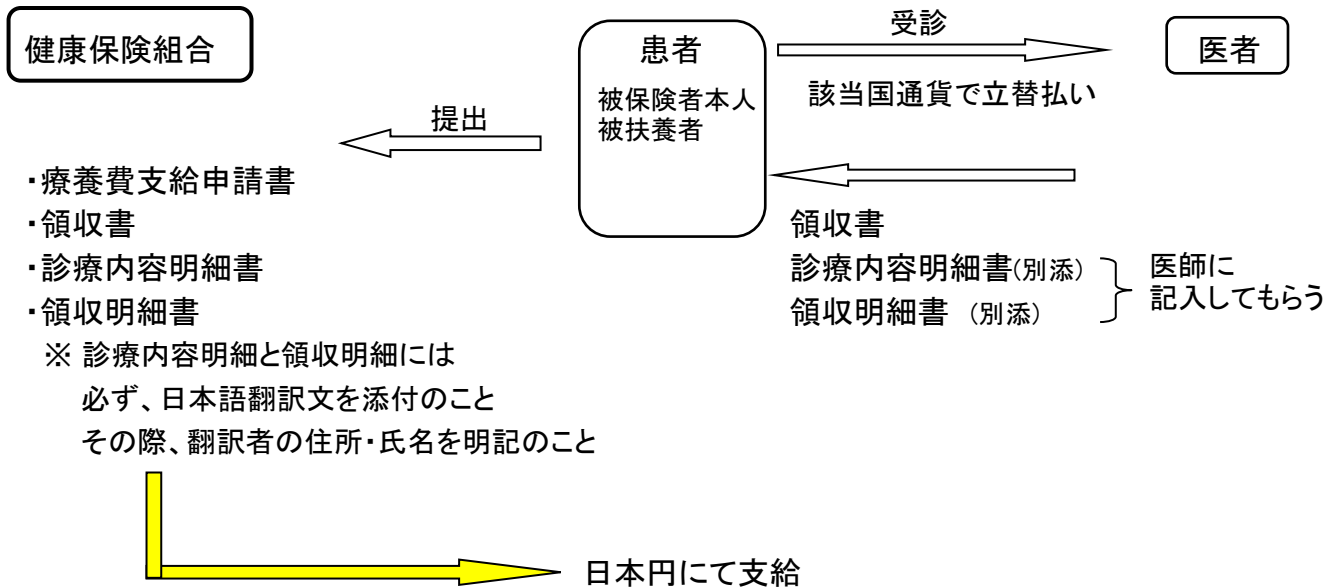 健康保険組合
患者
被保険者本人
被扶養者
受診
医者
該当国通貨で立替払い
提出
・療養費支給申請書
・領収書
・診療内容明細書
・領収明細書
※ 診療内容明細と領収明細には
必ず、日本語翻訳文を添付のこと
その際、翻訳者の住所・氏名を明記のこと
領収書
診療内容明細書(別添)
領収明細書 (別添)
医師に
記入してもらう
日本円にて支給